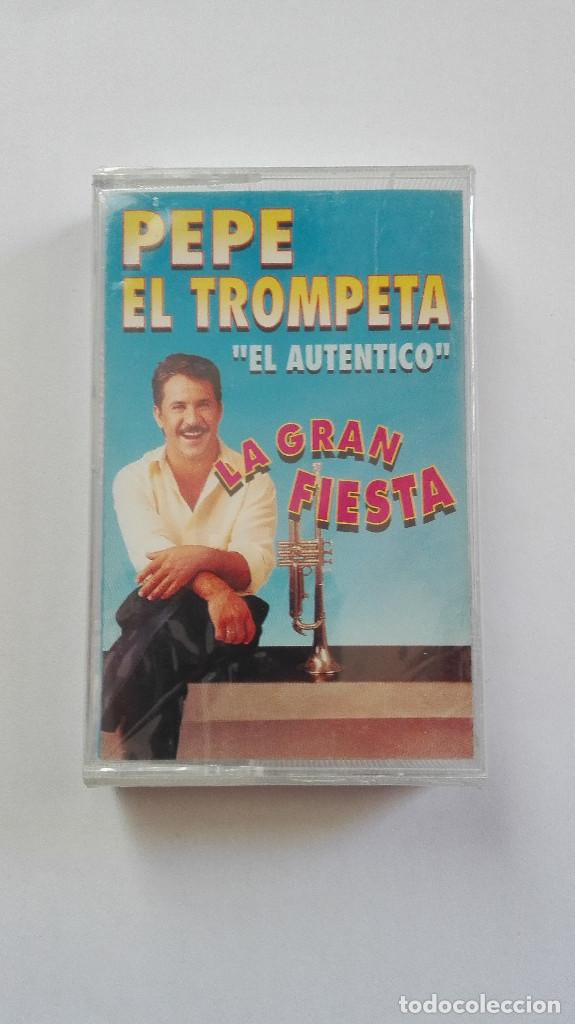 PEPE
EL TROMPETA
"EL AUTENTICO"
LA GRAN
FIESTA
todocoleccion